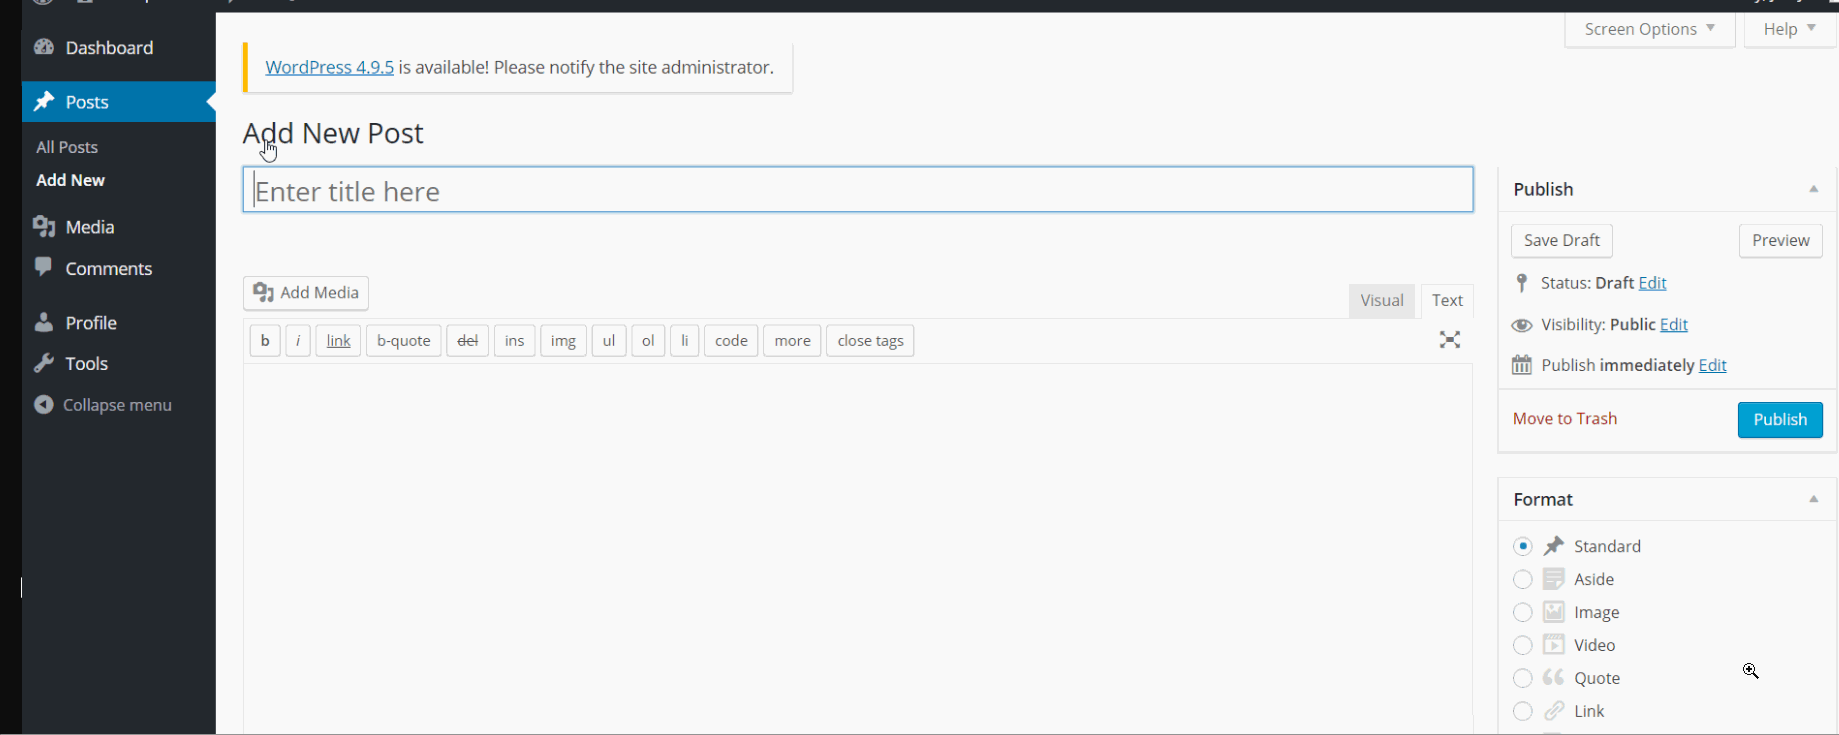 Dashboard
Posts
All Posts
Add New
Media
Comments
Profile
Tools
Collapse menu
Screen Options
Help
WordPress 4.9.5 is available! Please notify the site administrator.
Add New Post
Enter title here
Add Media
Visual
Text
b
i
link
b-quote
del
ins
img
ul
ol
li
code
more
close tags
Publish
Save Draft
Preview
Status: Draft Edit
Visibility: Public Edit
Publish immediately Edit
Move to Trash
Publish
Format
Standard
Aside
Image
Video
Quote
Link